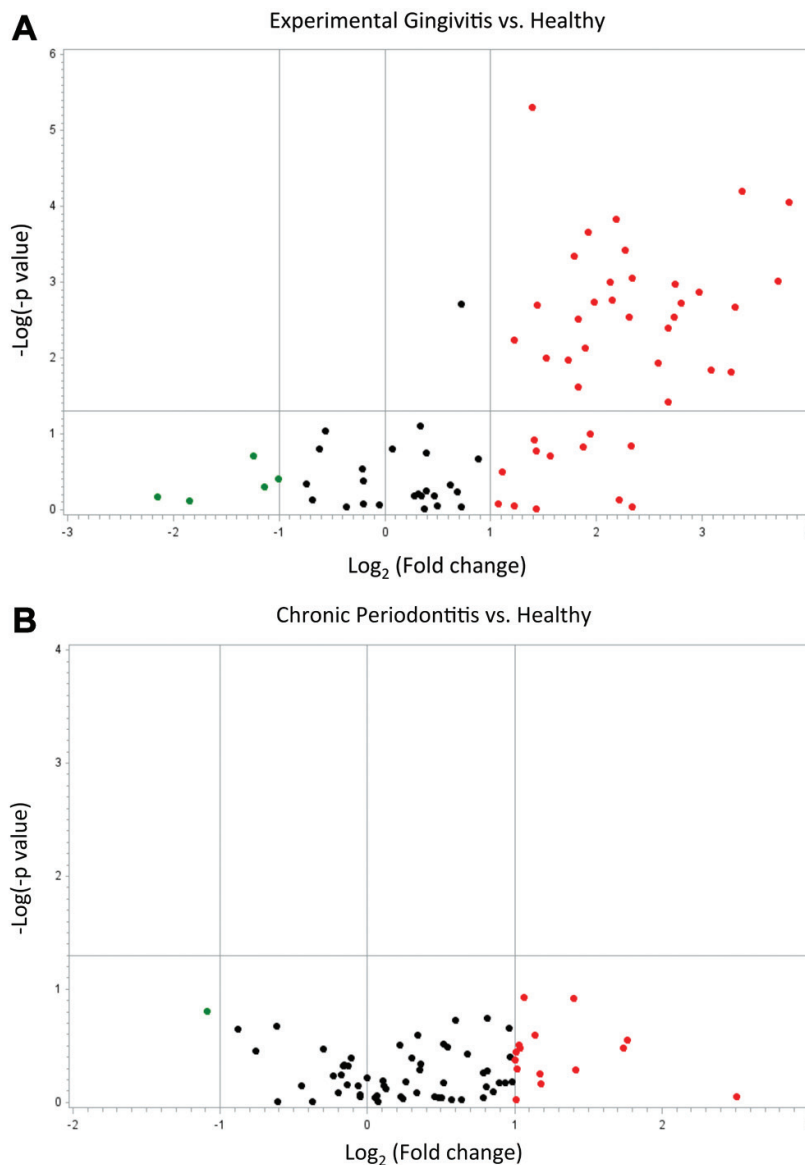 A
Experimental Gingivitis vs. Healthy
6
5
4
3
2
1
0
-Log(-p value)
-3 -2 -1 0 1 2 3
Log2 (Fold change)
B
Chronic Periodontitis vs. Healthy
4
3
2
1
0
-Log(-p value)
-2 -1 0 1 2
Log2 (Fold change)